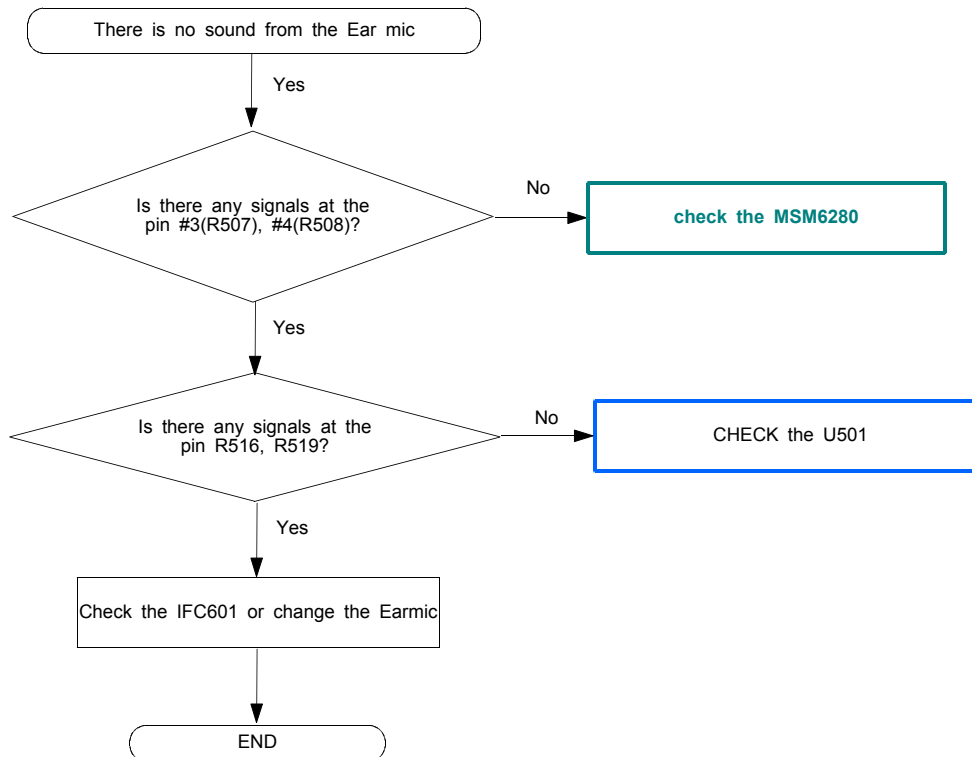 There is no sound from the Ear mic
Yes
Is there any signals at the
pin #3(R507), #4(R508)?
No
check the MSM6280
Yes
Is there any signals at the
pin R516, R519?
No
CHECK the U501
Yes
Check the IFC601 or change the Earmic
END